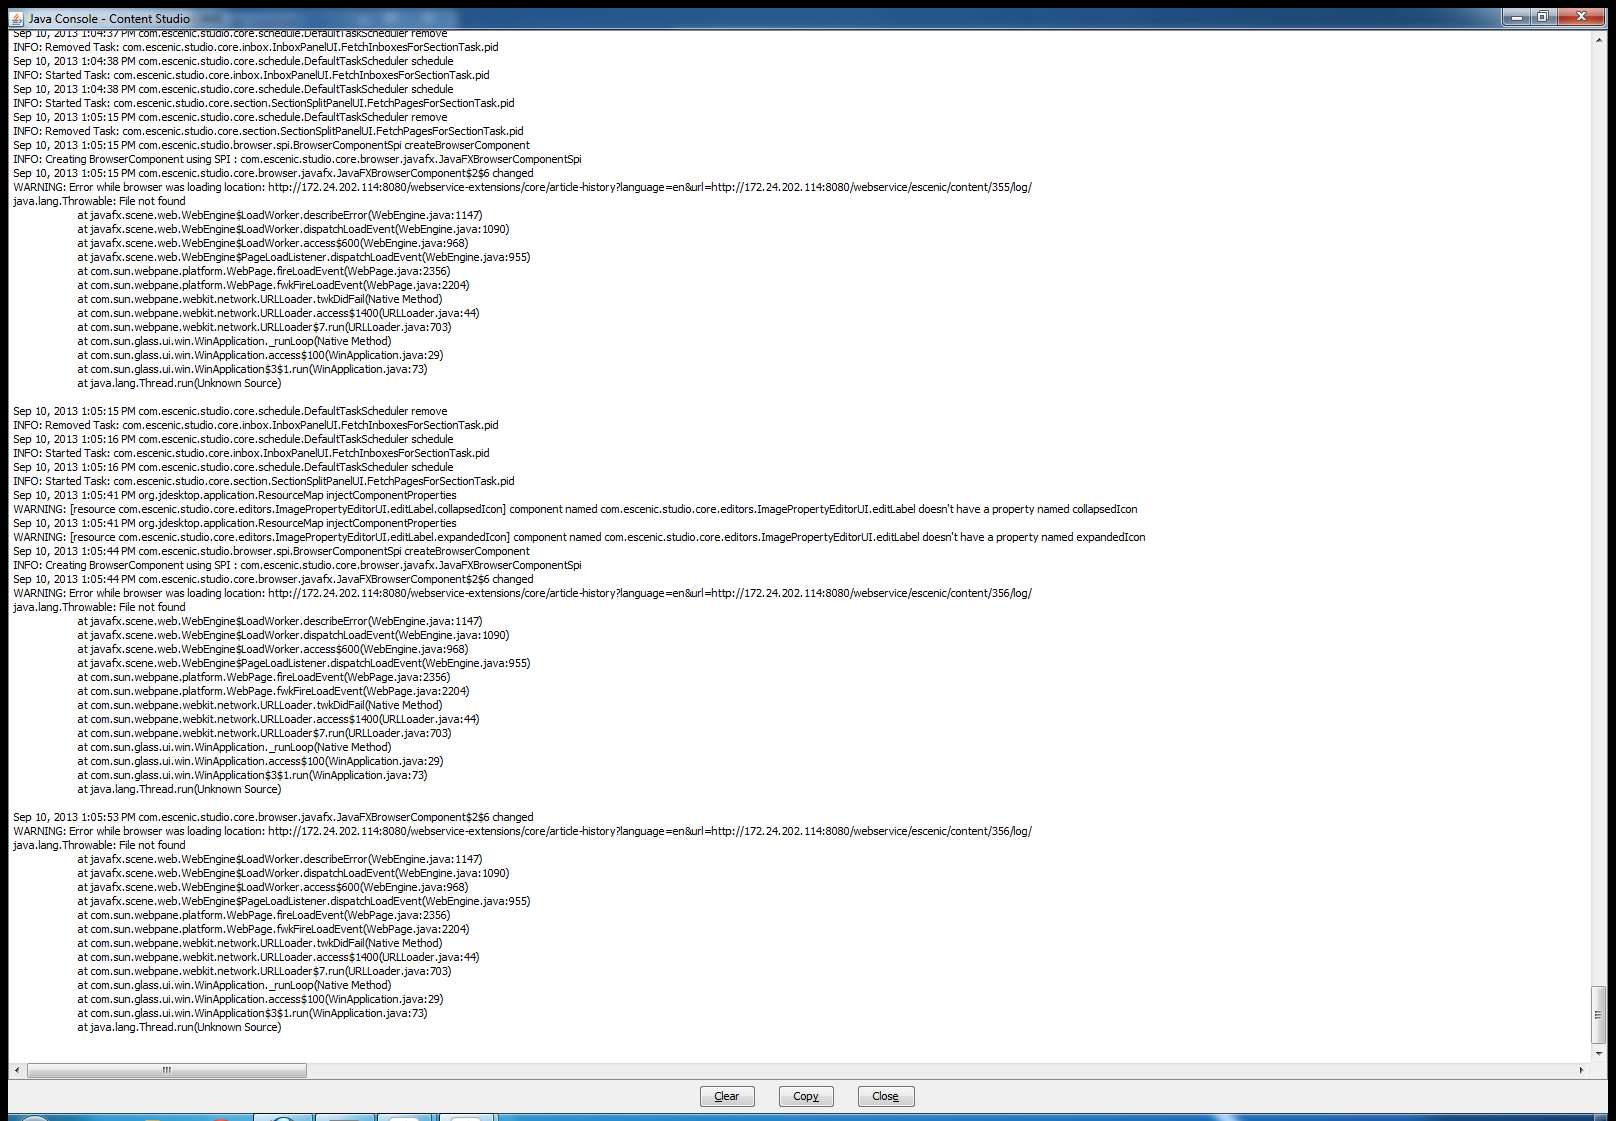 Java Console - Content Studio
Sep 10, 2013 1:04:37 PM com.escenic.studio.core.schedule.DefaultTaskScheduler remove
INFO: Removed Task: com.escenic.studio.core.inbox.InboxPanelUI.FetchInboxesForSectionTask.pid
Sep 10, 2013 1:04:38 PM com.escenic.studio.core.schedule.DefaultTaskScheduler schedule
INFO: Started Task: com.escenic.studio.core.inbox.InboxPanelUI.FetchInboxesForSectionTask.pid
Sep 10, 2013 1:04:38 PM com.escenic.studio.core.schedule.DefaultTaskScheduler schedule
INFO: Started Task: com.escenic.studio.core.section.SectionSplitPanelUI.FetchPagesForSectionTask.pid
Sep 10, 2013 1:05:15 PM com.escenic.studio.core.schedule.DefaultTaskScheduler remove
INFO: Removed Task: com.escenic.studio.core.section.SectionSplitPanelUI.FetchPagesForSectionTask.pid
Sep 10, 2013 1:05:15 PM com.escenic.studio.browser.spi.BrowserComponentSpi createBrowserComponent
INFO: Creating BrowserComponent using SPI : com.escenic.studio.core.browser.javafx.JavaFXBrowserComponentSpi
Sep 10, 2013 1:05:15 PM com.escenic.studio.core.browser.javafx.JavaFXBrowserComponent$2$6 changed
WARNING: Error while browser was loading location: http://172.24.202.114:8080/webservice-extensions/core/article-history?language=en&url=http://172.24.202.114:8080/webservice/escenic/content/355/log/
java.lang.Throwable: File not found
at javafx.scene.web.WebEngine$LoadWorker.describeError(WebEngine.java:1147)
at javafx.scene.web.WebEngine$LoadWorker.dispatchLoadEvent(WebEngine.java:1090)
at javafx.scene.web.WebEngine$LoadWorker.access$600(WebEngine.java:968)
at javafx.scene.web.WebEngine$PageLoadListener.dispatchLoadEvent(WebEngine.java:955)
at com.sun.webpane.platform.WebPage.fireLoadEvent(WebPage.java:2356)
at com.sun.webpane.platform.WebPage.fwkFireLoadEvent(WebPage.java:2204)
at com.sun.webpane.webkit.network.URLLoader.twkDidFail(Native Method)
at com.sun.webpane.webkit.network.URLLoader.access$1400(URLLoader.java:44)
at com.sun.webpane.webkit.network.URLLoader$7.run(URLLoader.java:703)
at com.sun.glass.ui.win.WinApplication._runLoop(Native Method)
at com.sun.glass.ui.win.WinApplication.access$100(WinApplication.java:29)
at com.sun.glass.ui.win.WinApplication$3$1.run(WinApplication.java:73)
at java.lang.Thread.run(Unknown Source)
Sep 10, 2013 1:05:15 PM com.escenic.studio.core.schedule.DefaultTaskScheduler remove
INFO: Removed Task: com.escenic.studio.core.inbox.InboxPanelUI.FetchInboxesForSectionTask.pid
Sep 10, 2013 1:05:16 PM com.escenic.studio.core.schedule.DefaultTaskScheduler schedule
INFO: Started Task: com.escenic.studio.core.inbox.InboxPanelUI.FetchInboxesForSectionTask.pid
Sep 10, 2013 1:05:16 PM com.escenic.studio.core.schedule.DefaultTaskScheduler schedule
INFO: Started Task: com.escenic.studio.core.section.SectionSplitPanelUI.FetchPagesForSectionTask.pid
Sep 10, 2013 1:05:41 PM org.jdesktop.application.ResourceMap injectComponentProperties
WARNING: [resource com.escenic.studio.core.editors.ImagePropertyEditorUI.editLabel.collapsedIcon] component named com.escenic.studio.core.editors.ImagePropertyEditorUI.editLabel doesn't have a property named collapsedIcon
Sep 10, 2013 1:05:41 PM org.jdesktop.application.ResourceMap injectComponentProperties
WARNING: [resource com.escenic.studio.core.editors.ImagePropertyEditorUI.editLabel.expandedIcon] component named com.escenic.studio.core.editors.ImagePropertyEditorUI.editLabel doesn't have a property named expandedIcon
Sep 10, 2013 1:05:44 PM com.escenic.studio.browser.spi.BrowserComponentSpi createBrowserComponent
INFO: Creating BrowserComponent using SPI : com.escenic.studio.core.browser.javafx.JavaFXBrowserComponentSpi
Sep 10, 2013 1:05:44 PM com.escenic.studio.core.browser.javafx.JavaFXBrowserComponent$2$6 changed
WARNING: Error while browser was loading location: http://172.24.202.114:8080/webservice-extensions/core/article-history?language=en&url=http://172.24.202.114:8080/webservice/escenic/content/356/log/
java.lang.Throwable: File not found
at javafx.scene.web.WebEngine$LoadWorker.describeError(WebEngine.java:1147)
at javafx.scene.web.WebEngine$LoadWorker.dispatchLoadEvent(WebEngine.java:1090)
at javafx.scene.web.WebEngine$LoadWorker.access$600(WebEngine.java:968)
at javafx.scene.web.WebEngine$PageLoadListener.dispatchLoadEvent(WebEngine.java:955)
at com.sun.webpane.platform.WebPage.fireLoadEvent(WebPage.java:2356)
at com.sun.webpane.platform.WebPage.fwkFireLoadEvent(WebPage.java:2204)
at com.sun.webpane.webkit.network.URLLoader.twkDidFail(Native Method)
at com.sun.webpane.webkit.network.URLLoader.access$1400(URLLoader.java:44)
at com.sun.webpane.webkit.network.URLLoader$7.run(URLLoader.java:703)
at com.sun.glass.ui.win.WinApplication._runLoop(Native Method)
at com.sun.glass.ui.win.WinApplication.access$100(WinApplication.java:29)
at com.sun.glass.ui.win.WinApplication$3$1.run(WinApplication.java:73)
at java.lang.Thread.run(Unknown Source)
Sep 10, 2013 1:05:53 PM com.escenic.studio.core.browser.javafx.JavaFXBrowserComponent$2$6 changed
WARNING: Error while browser was loading location: http://172.24.202.114:8080/webservice-extensions/core/article-history?language=en&url=http://172.24.202.114:8080/webservice/escenic/content/356/log/
java.lang.Throwable: File not found
at javafx.scene.web.WebEngine$LoadWorker.describeError(WebEngine.java:1147)
at javafx.scene.web.WebEngine$LoadWorker.dispatchLoadEvent(WebEngine.java:1090)
at javafx.scene.web.WebEngine$LoadWorker.access$600(WebEngine.java:968)
at javafx.scene.web.WebEngine$PageLoadListener.dispatchLoadEvent(WebEngine.java:955)
at com.sun.webpane.platform.WebPage.fireLoadEvent(WebPage.java:2356)
at com.sun.webpane.platform.WebPage.fwkFireLoadEvent(WebPage.java:2204)
at com.sun.webpane.webkit.network.URLLoader.twkDidFail(Native Method)
at com.sun.webpane.webkit.network.URLLoader.access$1400(URLLoader.java:44)
at com.sun.webpane.webkit.network.URLLoader$7.run(URLLoader.java:703)
at com.sun.glass.ui.win.WinApplication._runLoop(Native Method)
at com.sun.glass.ui.win.WinApplication.access$100(WinApplication.java:29)
at com.sun.glass.ui.win.WinApplication$3$1.run(WinApplication.java:73)
at java.lang.Thread.run(Unknown Source)
Clear Copy Close